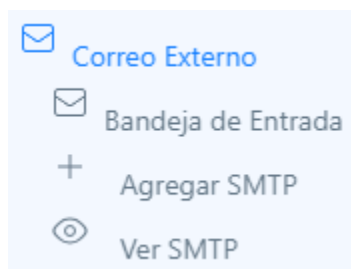 Correo Externo
Bandeja de Entrada
Agregar SMTP
Ver SMTP